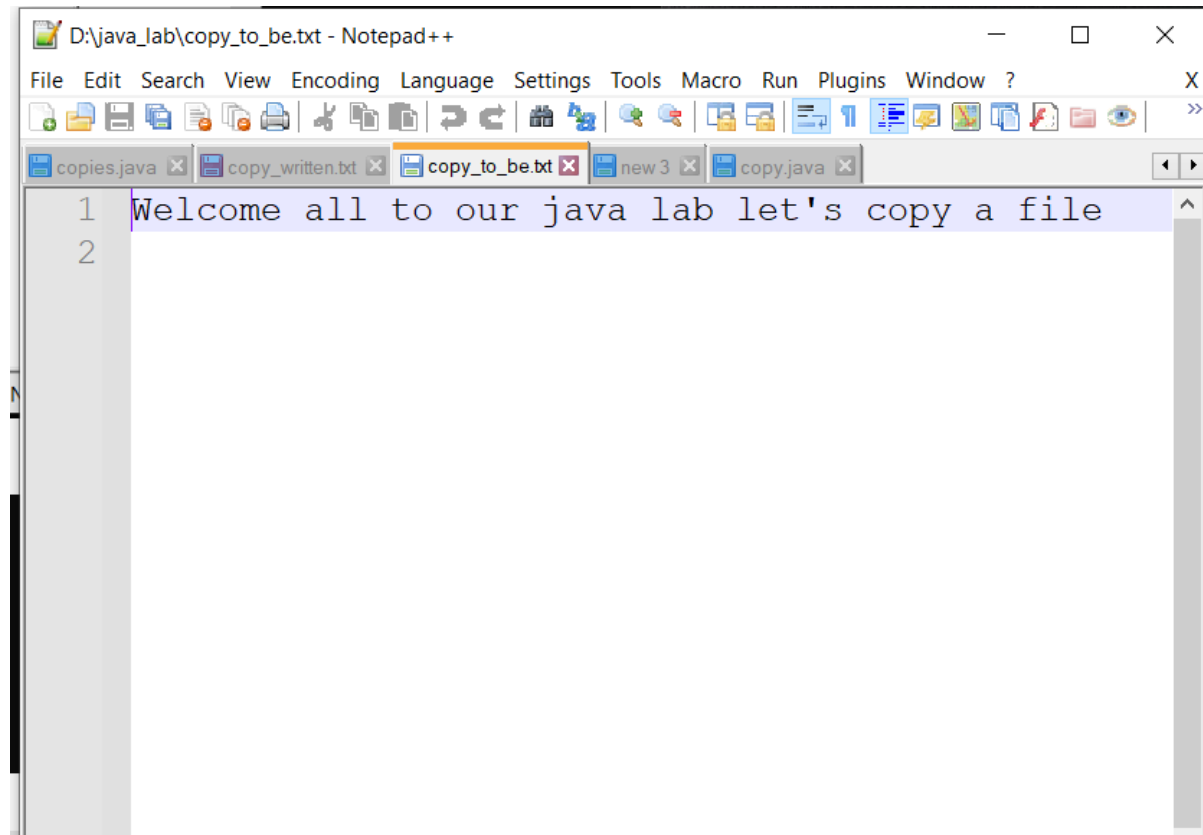 D:\java_lab\copy_to_be.txt - Notepad++
File Edit Search View Encoding Language Settings Tools Macro Run Plugins Window ? X
copies.java copy_written.txt copy_to_be.txt new 3 copy.java
1 Welcome all to our java lab let's copy a file
2